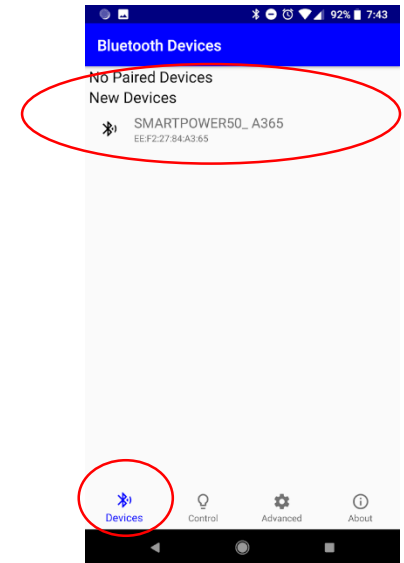 92% 7:43
Bluetooth Devices
No Paired Devices
New Devices
SMARTPOWER50_ A365
EE:F2:27:84:A3:65
Devices Control Advanced About